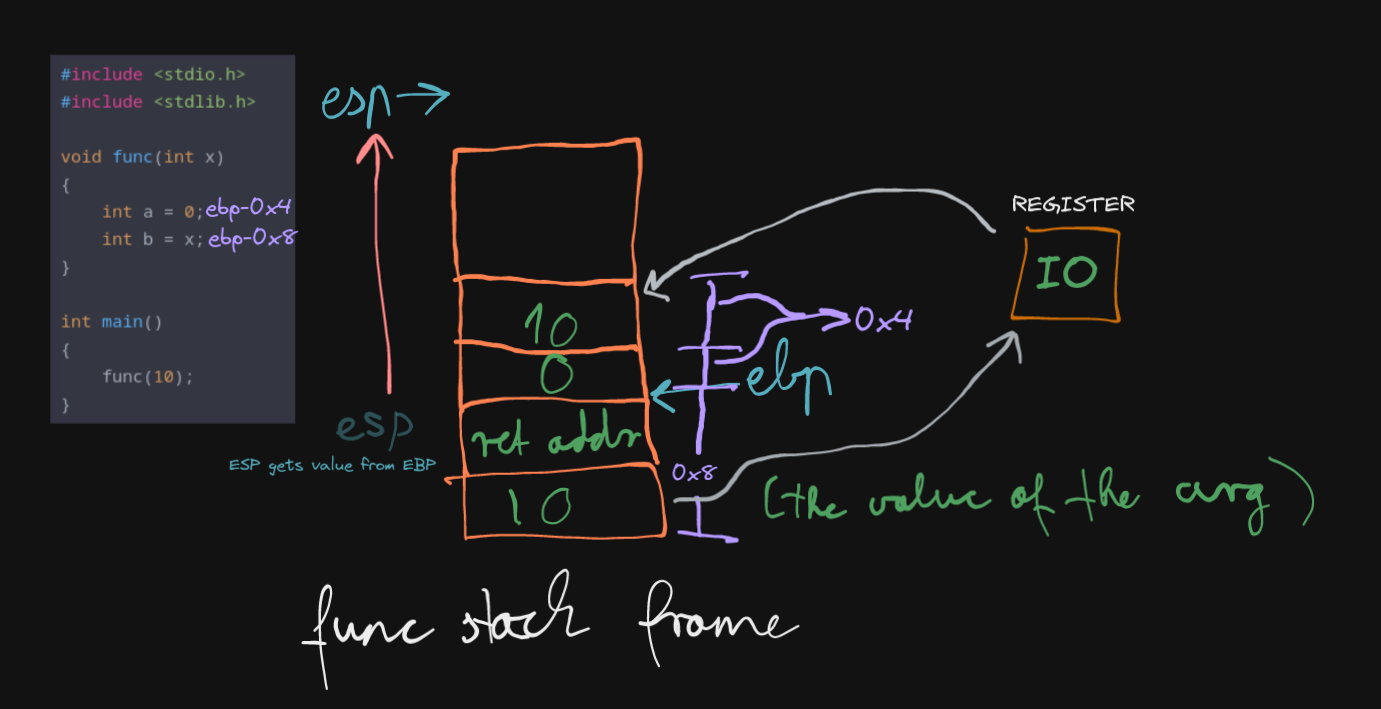 #include <stdio.h>
#include <stdlib.h>
void func(int x)
{
int a = 0; ebp-0x4
int b = x; ebp-0x8
}
int main()
{
func(10);
}
esp
esp
ESP gets value from EBP
10
0
ret addr
10
0x4
ebp
0x8
REGISTER
10
(the value of the arg)
func stack frame